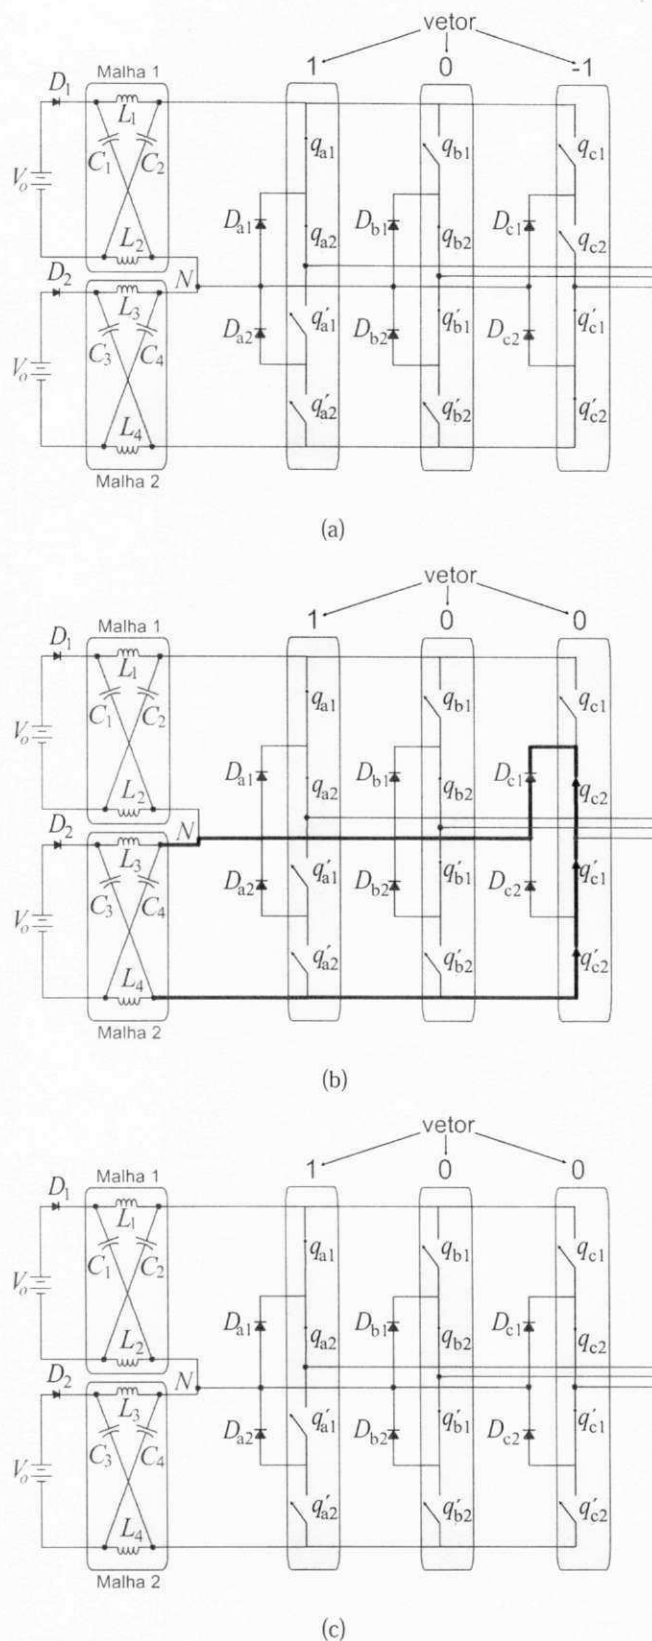 vetor
1 0 -1
Malha 1
D1
L1
C1 C2
Vo
L2
D2
N
L3
C3 C4
Vo
L4
Malha 2
qa1 qb1 qc1
Da1 Db1 Dc1
qa2 qb2 qc2
q′a1 q′b1 q′c1
Da2 Db2 Dc2
q′a2 q′b2 q′c2
(a)
vetor
1 0 0
Malha 1
D1
L1
C1 C2
Vo
L2
D2
N
L3
C3 C4
Vo
L4
Malha 2
qa1 qb1 qc1
Da1 Db1 Dc1
qa2 qb2 qc2
q′a1 q′b1 q′c1
Da2 Db2 Dc2
q′a2 q′b2 q′c2
(b)
vetor
1 0 0
Malha 1
D1
L1
C1 C2
Vo
L2
D2
N
L3
C3 C4
Vo
L4
Malha 2
qa1 qb1 qc1
Da1 Db1 Dc1
qa2 qb2 qc2
q′a1 q′b1 q′c1
Da2 Db2 Dc2
q′a2 q′b2 q′c2
(c)